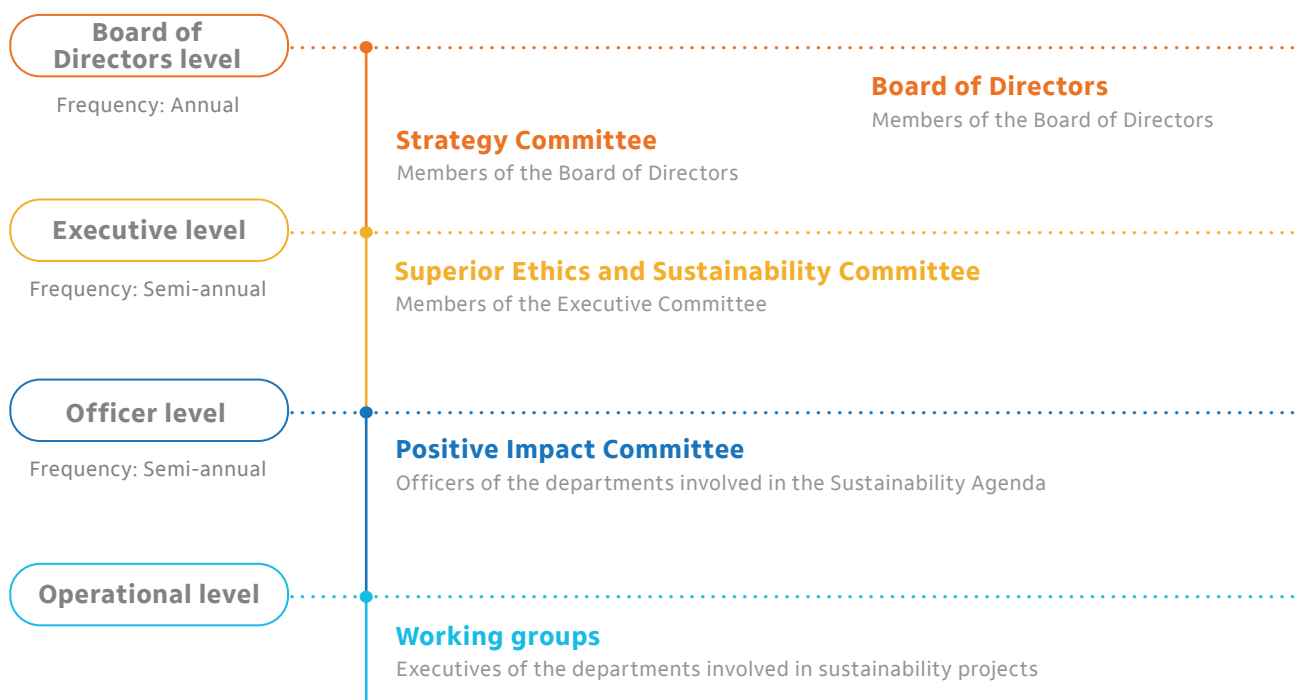 Board of
Directors level
Frequency: Annual
Board of Directors
Members of the Board of Directors
Strategy Committee
Members of the Board of Directors
Executive level
Frequency: Semi-annual
Superior Ethics and Sustainability Committee
Members of the Executive Committee
Officer level
Frequency: Semi-annual
Positive Impact Committee
Officers of the departments involved in the Sustainability Agenda
Operational level
Working groups
Executives of the departments involved in sustainability projects